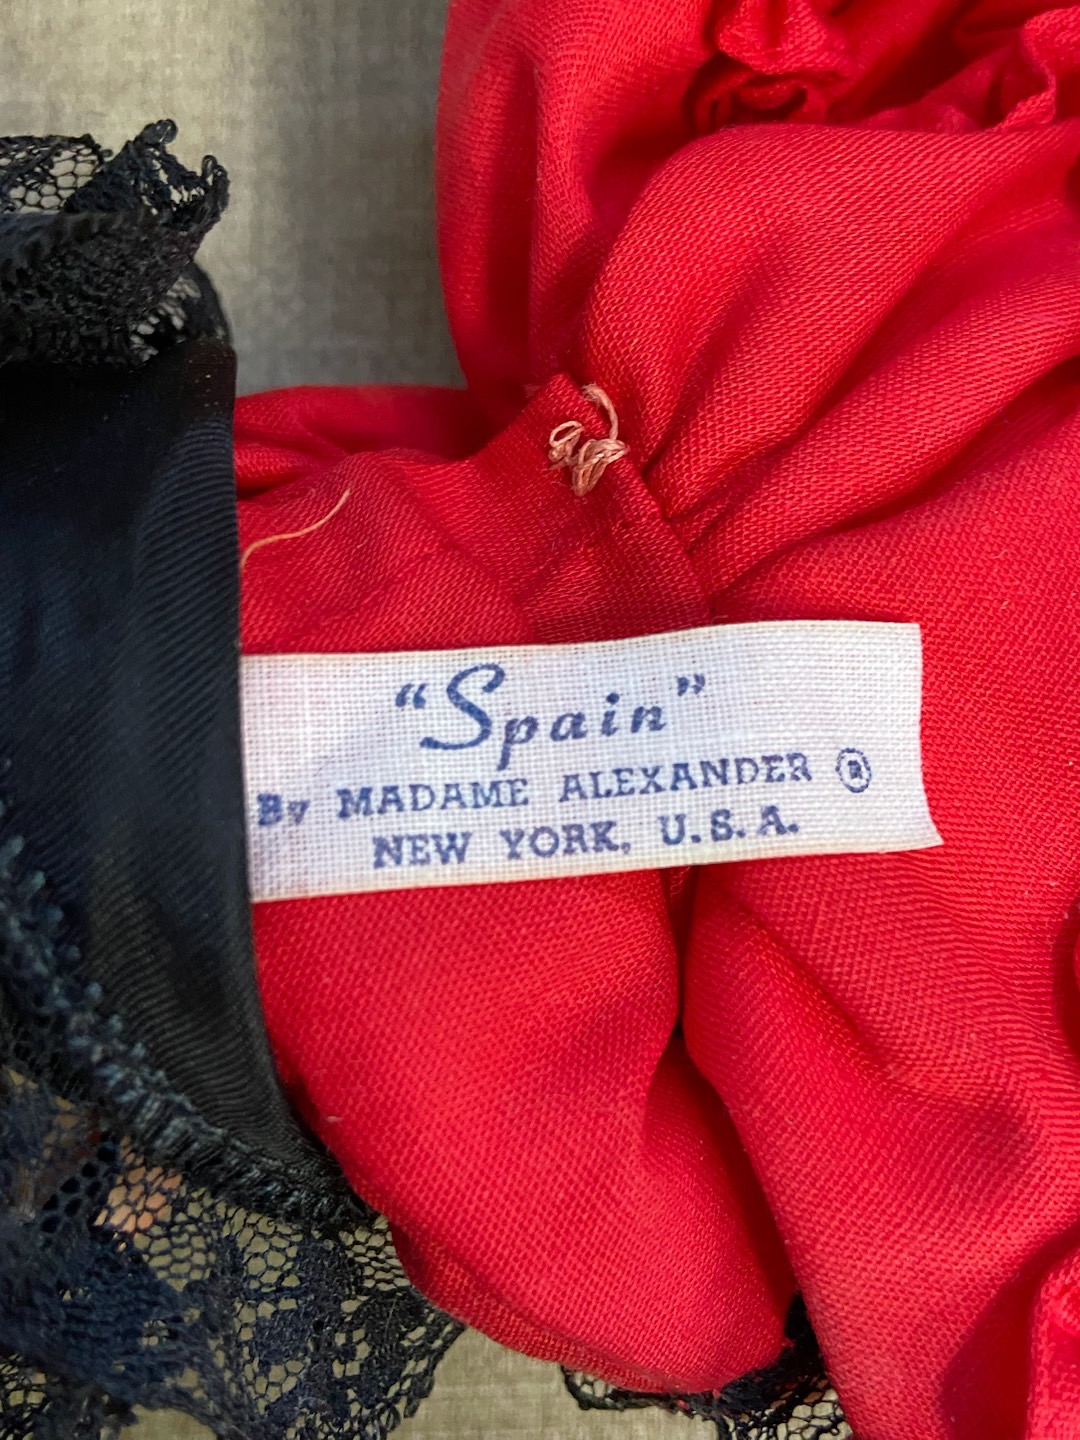 “Spain”
By MADAME ALEXANDER ®
NEW YORK, U.S.A.